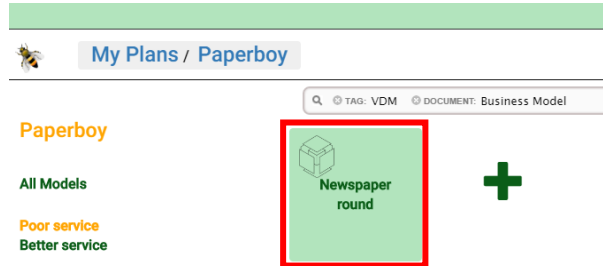 My Plans / Paperboy
TAG: VDM DOCUMENT: Business Model
Paperboy
All Models
Newspaper
round
Poor service
Better service